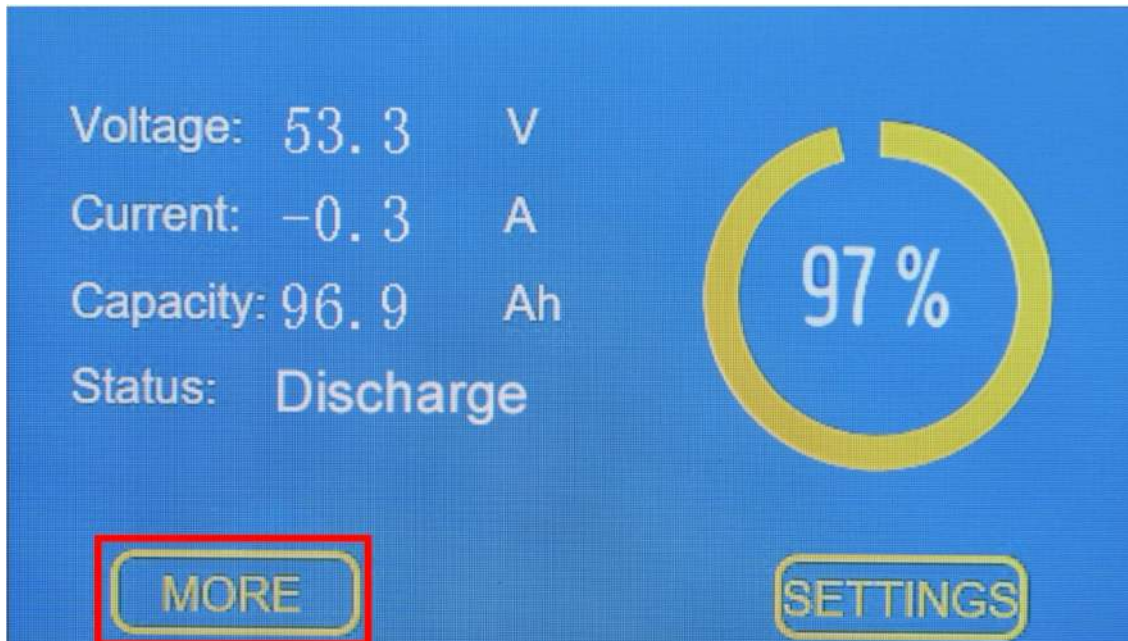 Voltage: 53.3 V
Current: -0.3 A
Capacity: 96.9 Ah
Status: Discharge
97%
MORE
SETTINGS